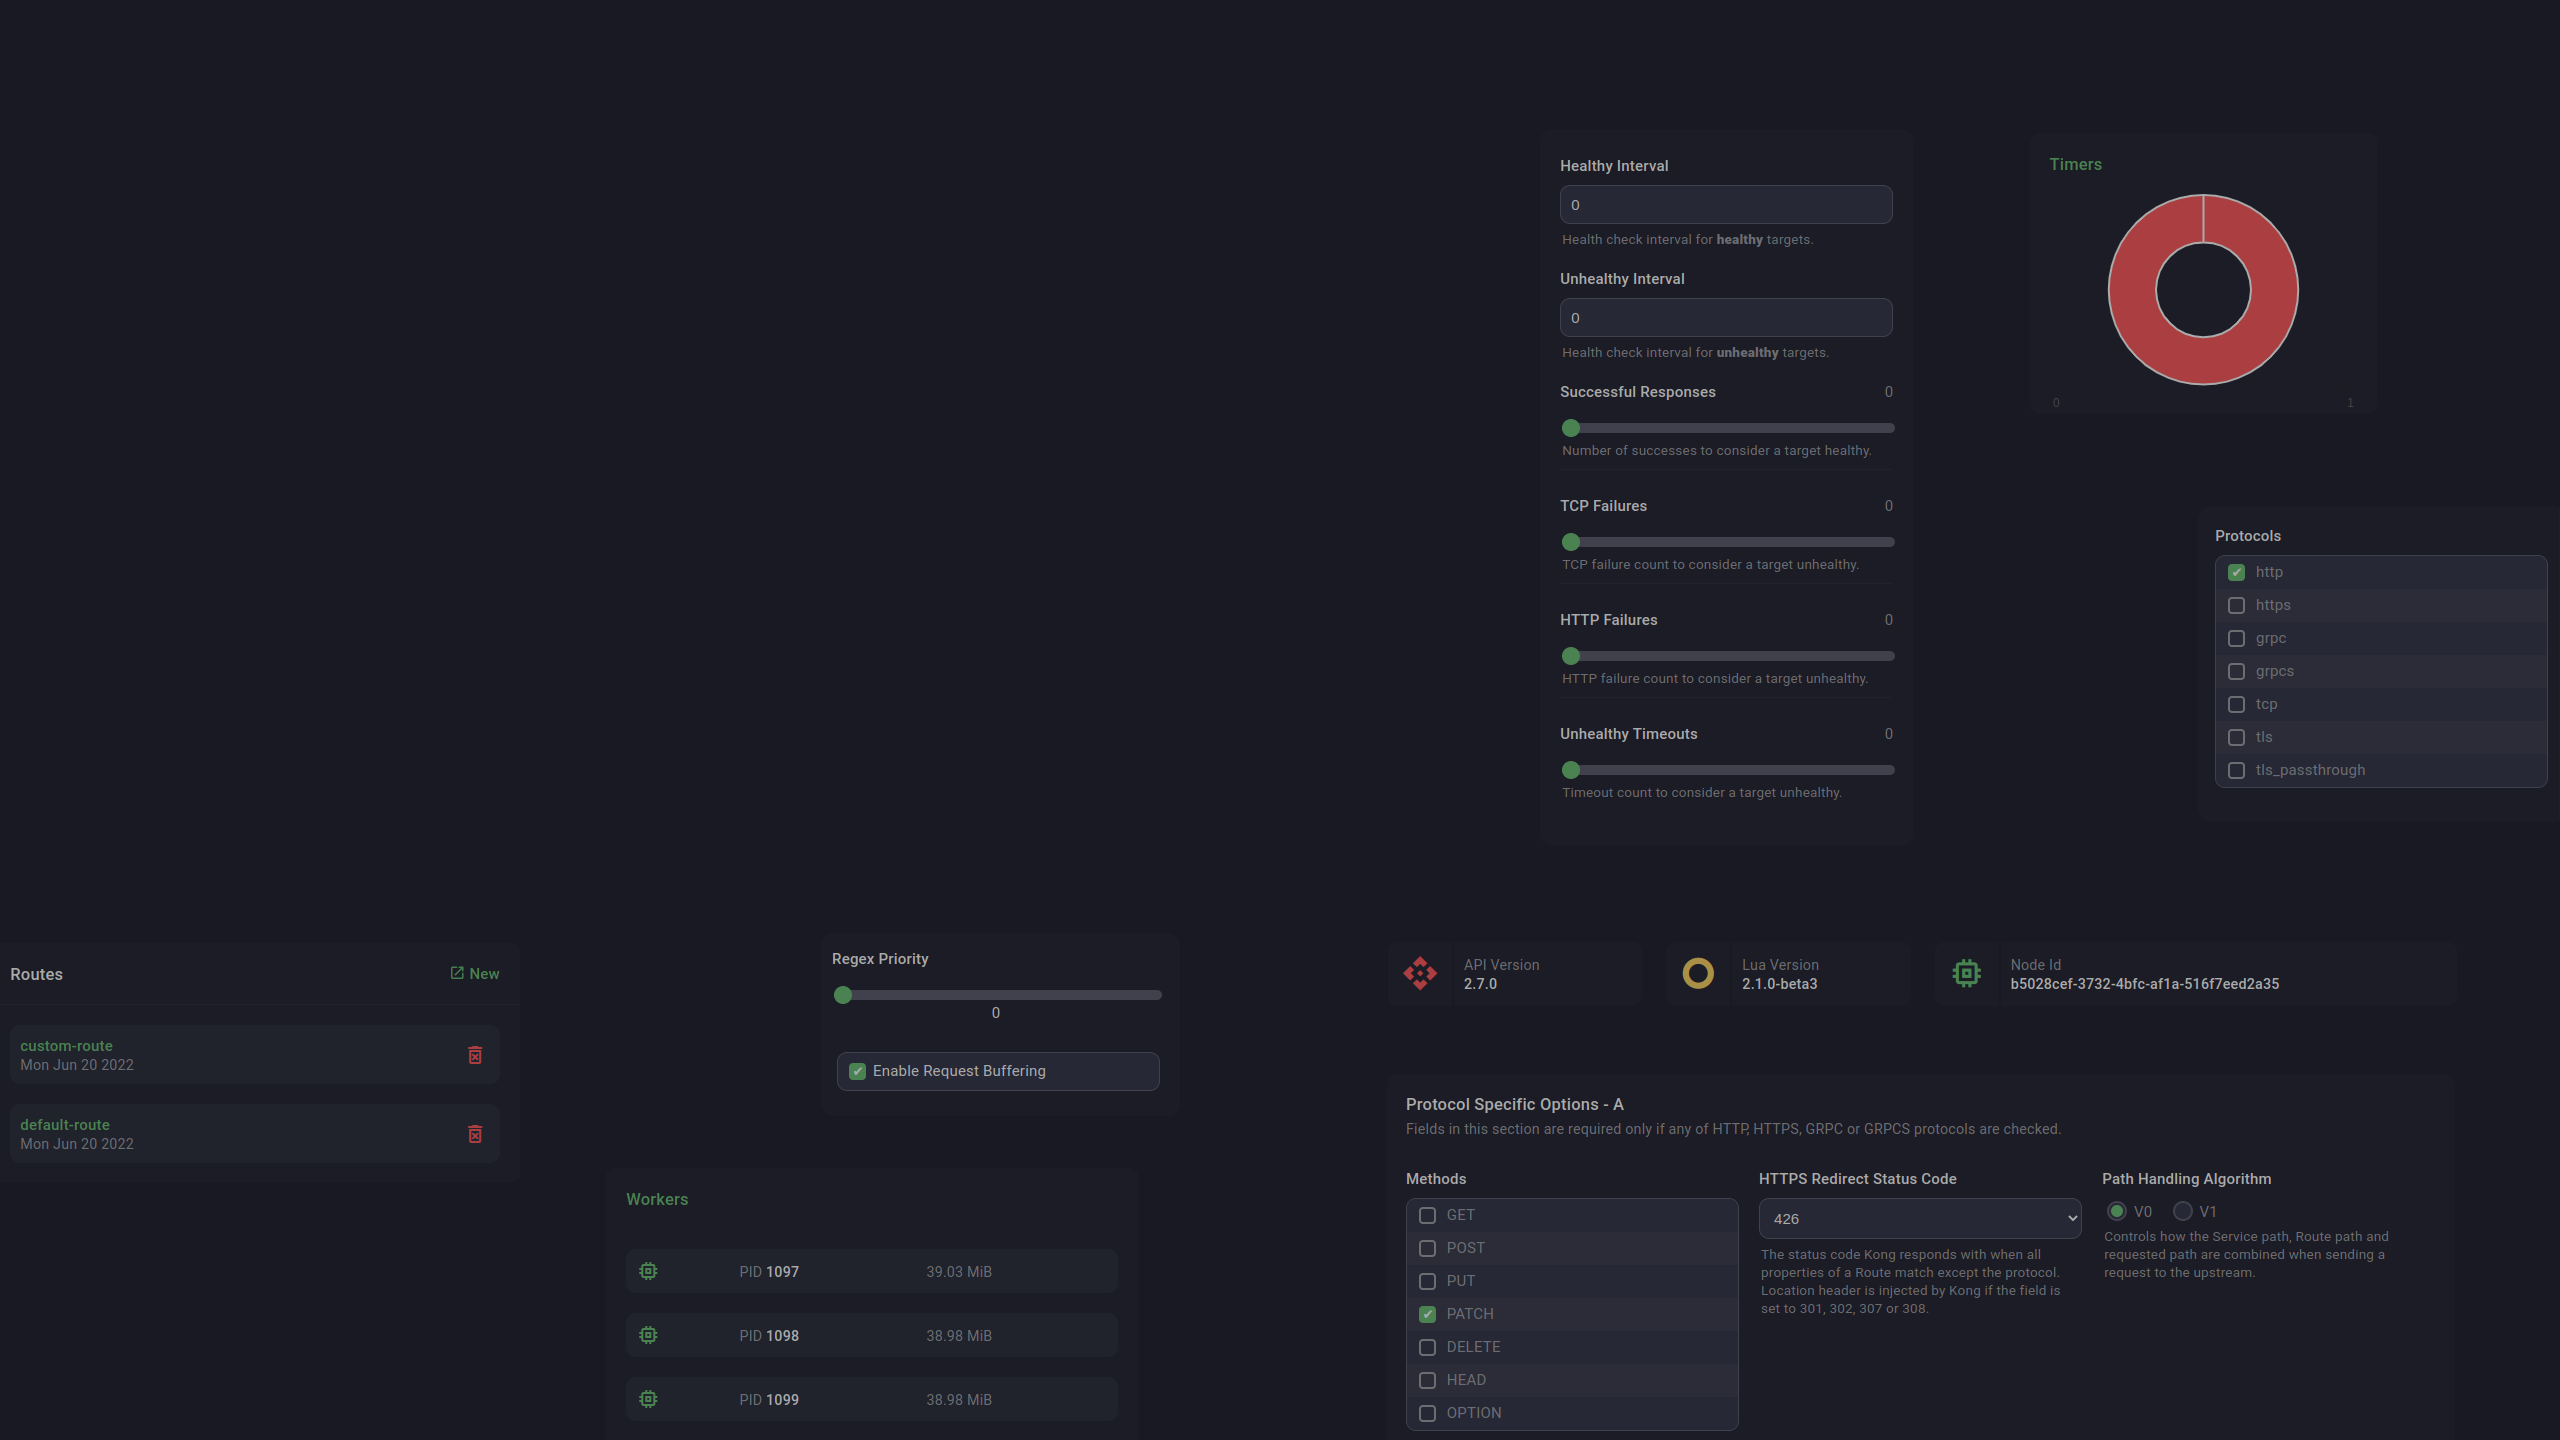 Healthy Interval
0
Health check interval for healthy targets.
Unhealthy Interval
0
Health check interval for unhealthy targets.
Successful Responses 0
Number of successes to consider a target healthy.
TCP Failures 0
TCP failure count to consider a target unhealthy.
HTTP Failures 0
HTTP failure count to consider a target unhealthy.
Unhealthy Timeouts 0
Timeout count to consider a target unhealthy.
Timers
0 1
Protocols
http
https
grpc
grpcs
tcp
tls
tls_passthrough
Routes New
custom-route
Mon Jun 20 2022
default-route
Mon Jun 20 2022
Regex Priority
0
Enable Request Buffering
Workers
PID 1097 39.03 MiB
PID 1098 38.98 MiB
PID 1099 38.98 MiB
API Version
2.7.0
Lua Version
2.1.0-beta3
Node Id
b5028cef-3732-4bfc-af1a-516f7eed2a35
Protocol Specific Options - A
Fields in this section are required only if any of HTTP, HTTPS, GRPC or GRPCS protocols are checked.
Methods
GET
POST
PUT
PATCH
DELETE
HEAD
OPTION
HTTPS Redirect Status Code
426
The status code Kong responds with when all
properties of a Route match except the protocol.
Location header is injected by Kong if the field is
set to 301, 302, 307 or 308.
Path Handling Algorithm
V0 V1
Controls how the Service path, Route path and
requested path are combined when sending a
request to the upstream.